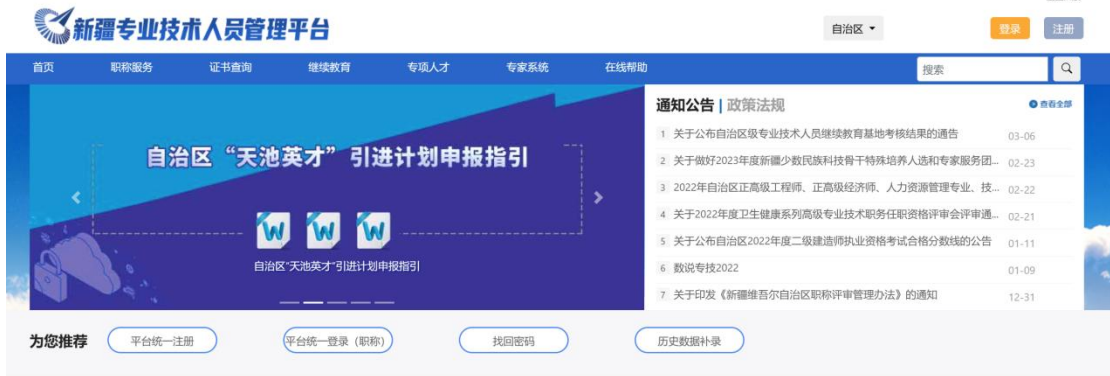 新疆专业技术人员管理平台
自治区
登录
注册
首页 职称服务 证书查询 继续教育 专项人才 专家系统 在线帮助
搜索
自治区“天池英才”引进计划申报指引
W W W
自治区“天池英才”引进计划申报指引
通知公告 | 政策法规
查看全部
1 关于公布自治区级专业技术人员继续教育基地考核结果的通告 03-06
2 关于做好2023年度新疆少数民族科技骨干特殊培养人选和专家服务团... 02-23
3 2022年自治区正高级工程师、正高级经济师、人力资源管理专业、技... 02-22
4 关于2022年度卫生健康系列高级专业技术职务任职资格评审会评审通... 02-21
5 关于公布自治区2022年度二级建造师执业资格考试合格分数线的公告 01-11
6 数说专技2022 01-09
7 关于印发《新疆维吾尔自治区职称评审管理办法》的通知 12-31
为您推荐
平台统一注册
平台统一登录（职称）
找回密码
历史数据补录